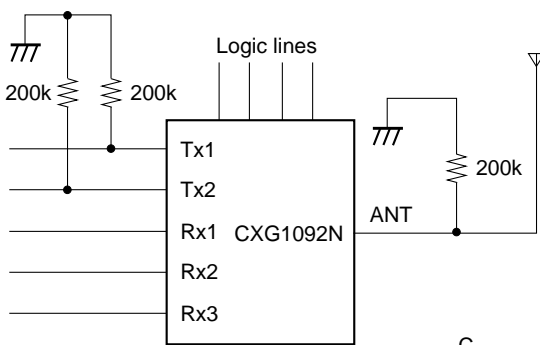 Logic lines
200k 200k
Tx1
Tx2
Rx1
Rx2
Rx3
CXG1092N
ANT
200k
C